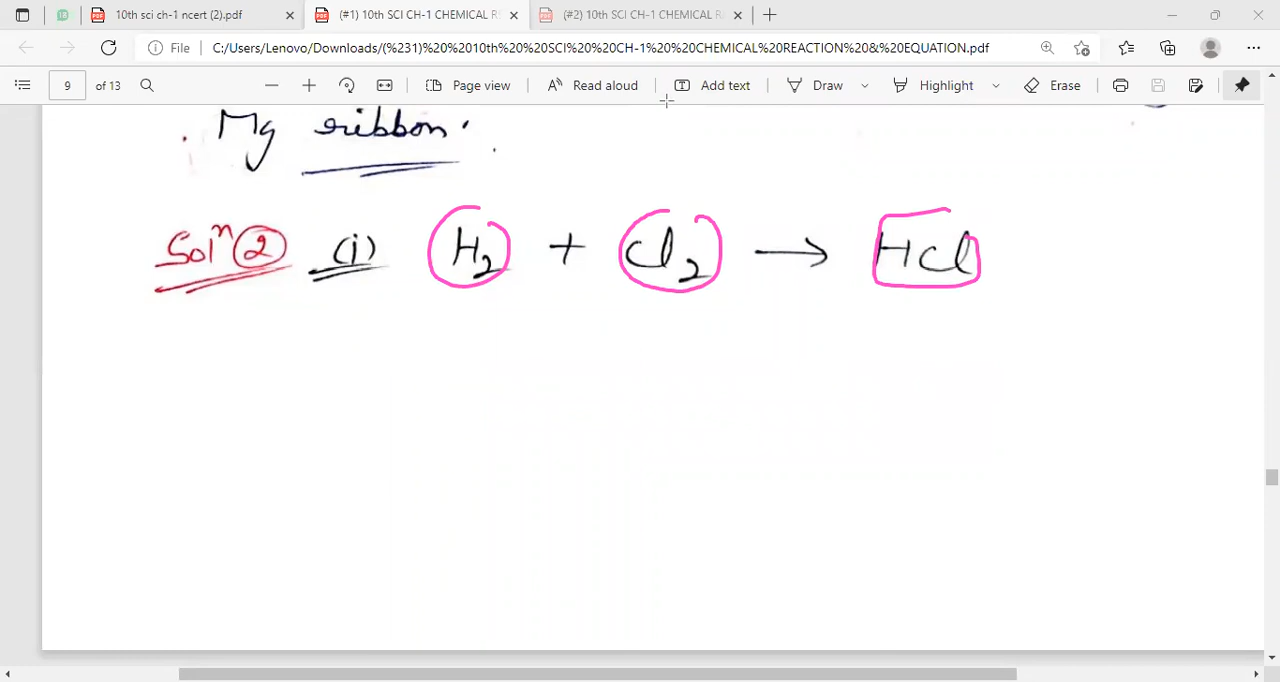 10th sci ch-1 ncert (2).pdf
(#1) 10th SCI CH-1 CHEMICAL R
(#2) 10th SCI CH-1 CHEMICAL RA
File
C:/Users/Lenovo/Downloads/(%231)%20%2010th%20%20SCI%20%20CH-1%20%20CHEMICAL%20REACTION%20&%20EQUATION.pdf
9 of 13
Page view
Read aloud
Add text
Draw
Highlight
Erase
Mg ribbon.
Solⁿ ② (i) H₂ + Cl₂ → HCl